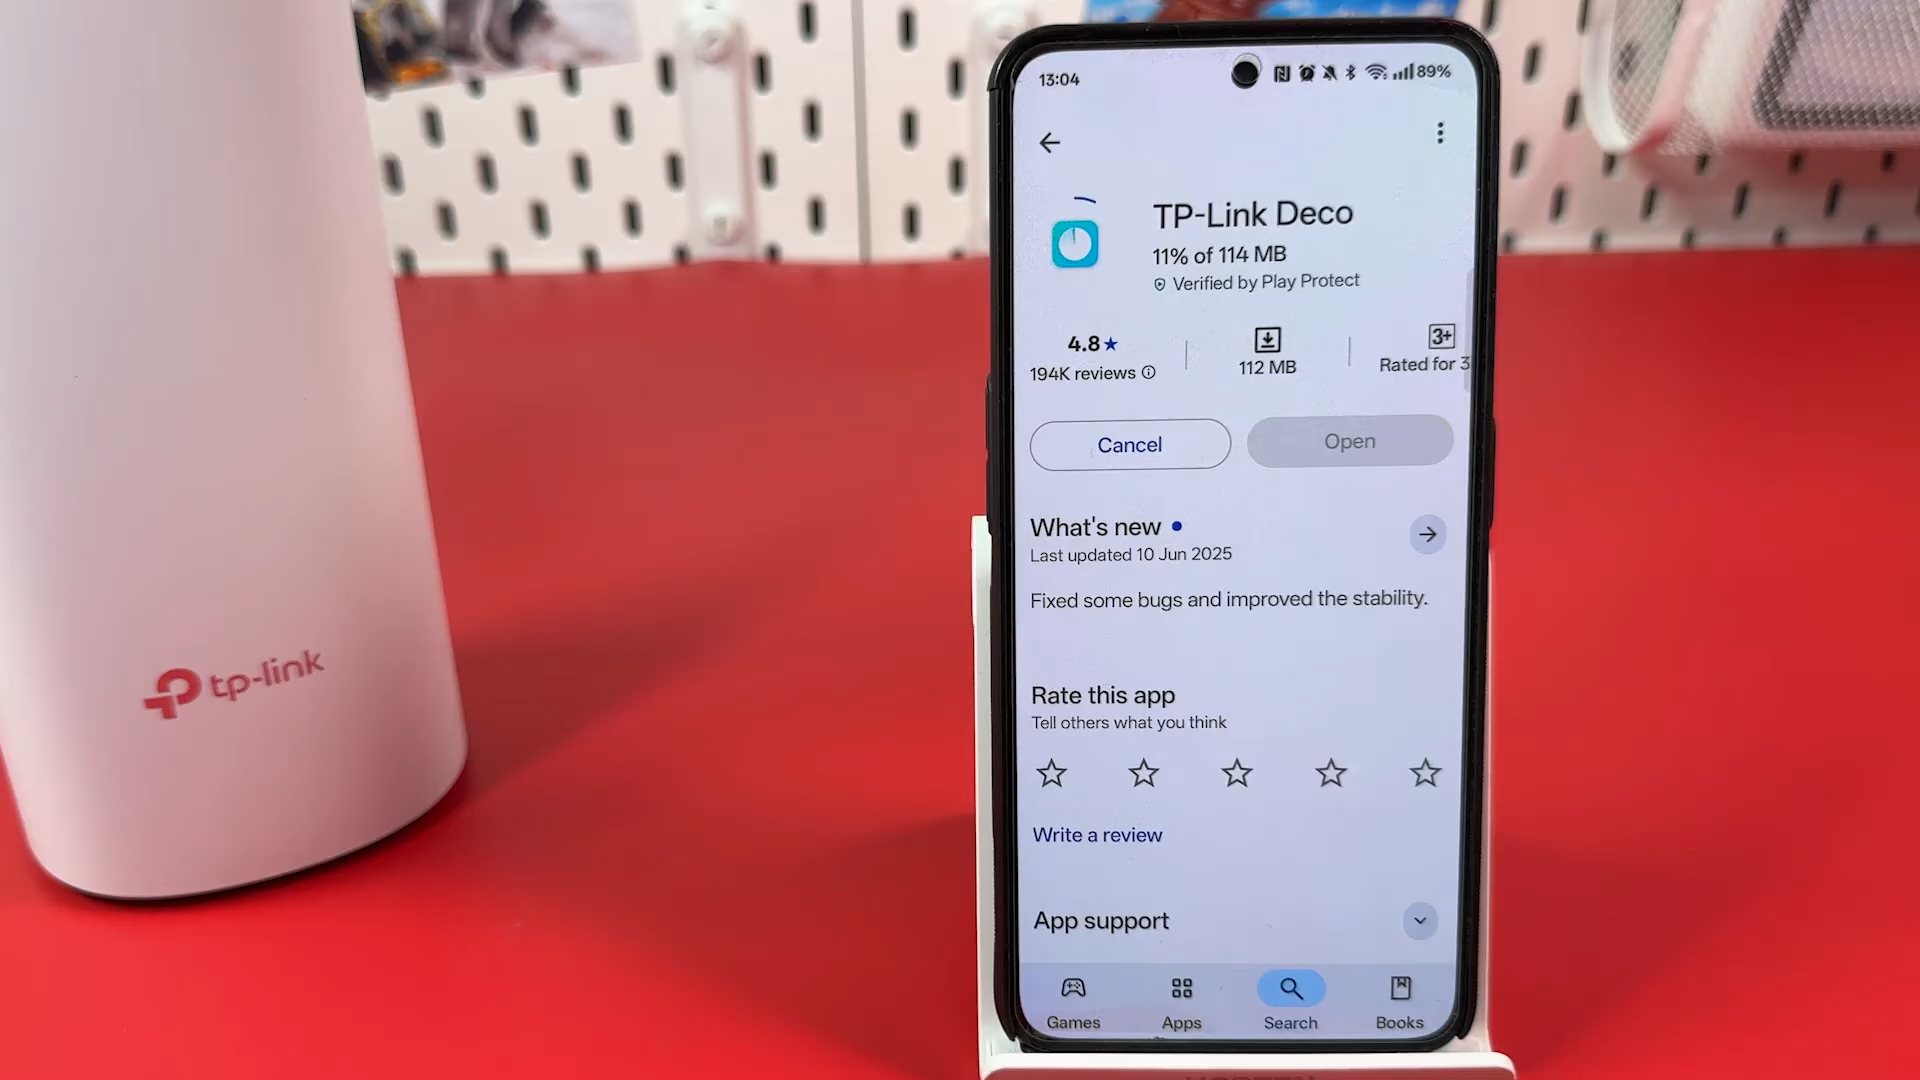 tp-link
13:04
89%
TP-Link Deco
11% of 114 MB
Verified by Play Protect
4.8★
194K reviews
112 MB
3+
Rated for 3
Cancel
Open
What's new
Last updated 10 Jun 2025
Fixed some bugs and improved the stability.
Rate this app
Tell others what you think
Write a review
App support
Games
Apps
Search
Books